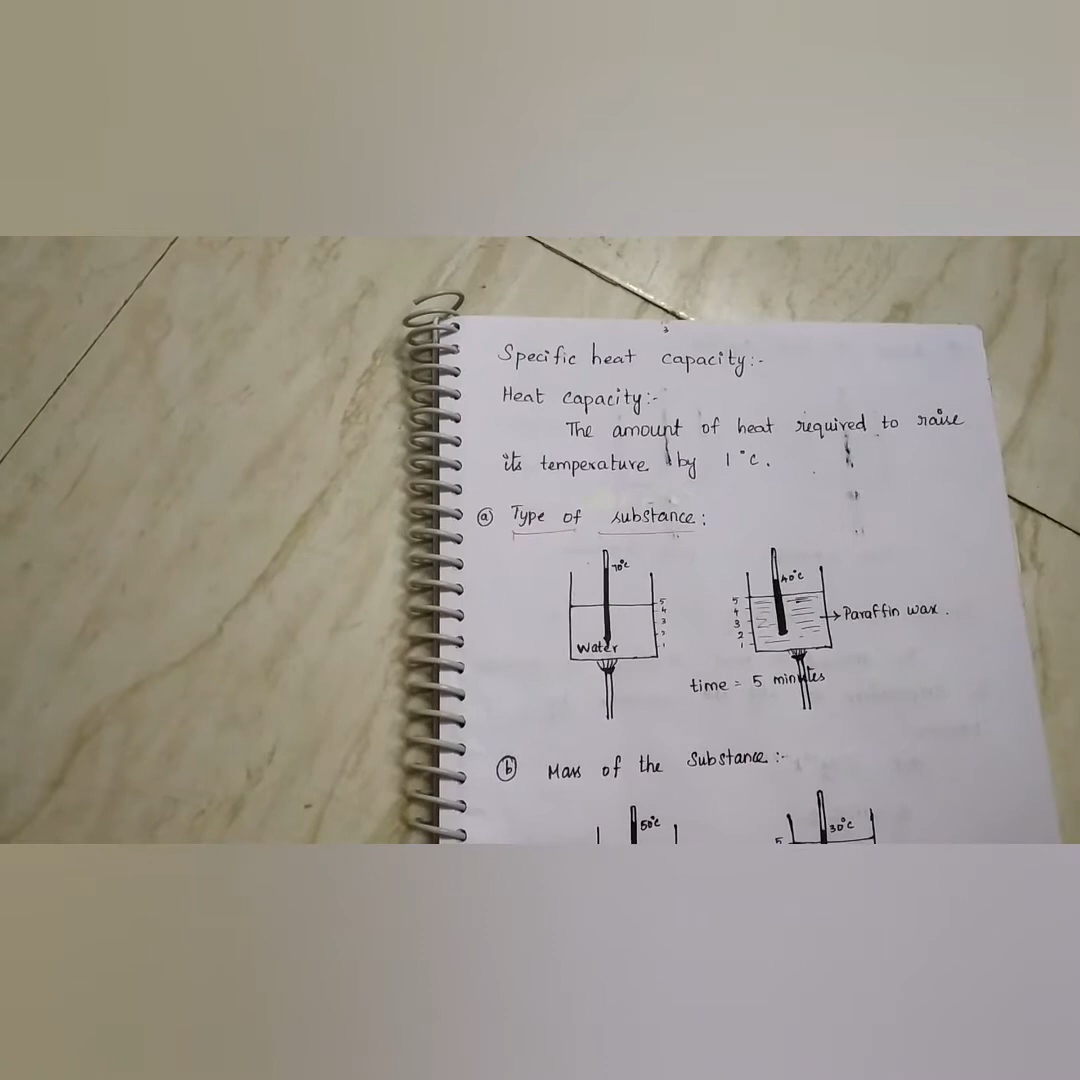 3
Specific heat capacity:-
Heat capacity:-
The amount of heat required to raise
its temperature by 1°c.
ⓐ Type of substance:
70°c
5
4
3
2
1
Water
40°c
5
4
3
2
1
Paraffin wax.
time = 5 minutes
ⓑ Mass of the Substance:-
50°c
30°c
5